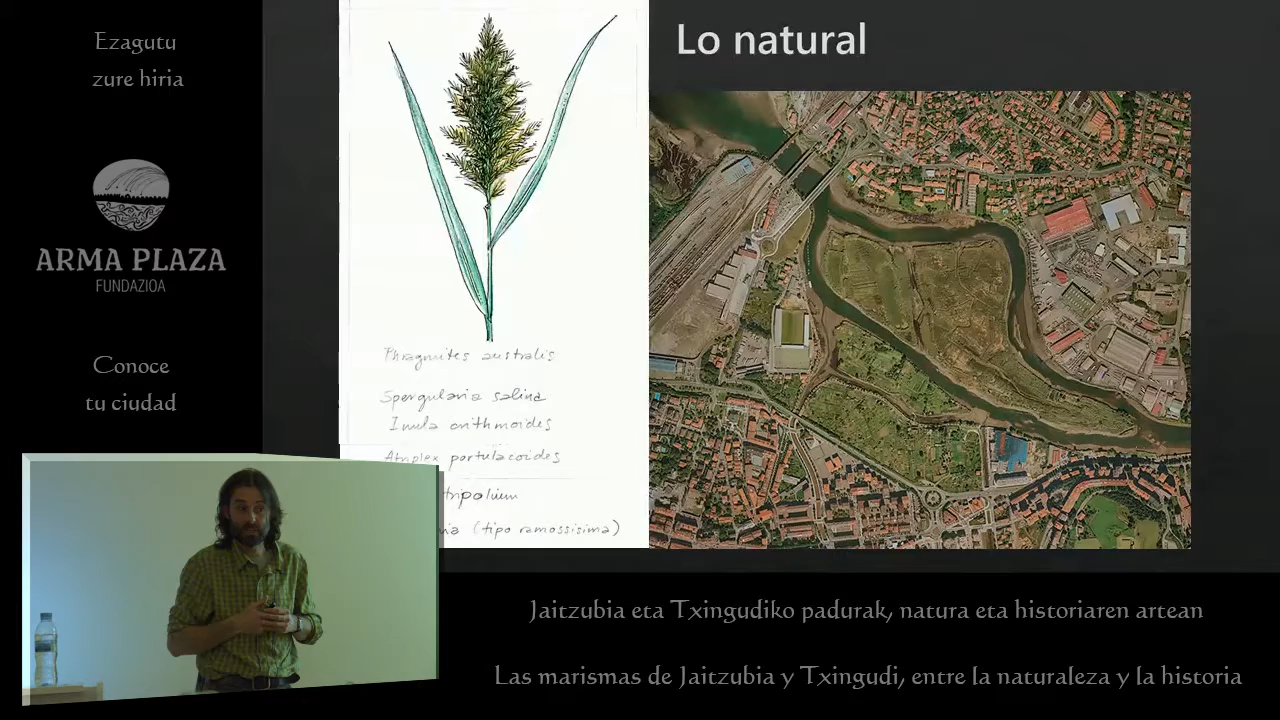 Ezagutu
zure hiria
ARMA PLAZA
FUNDAZIOA
Conoce
tu ciudad
Lo natural
Phragmites australis
Spergularia salina
Inula crithmoides
Atriplex portulacoides
tripolium
(tipo ramossisima)
Jaitzubia eta Txingudiko padurak, natura eta historiaren artean
Las marismas de Jaitzubia y Txingudi, entre la naturaleza y la historia